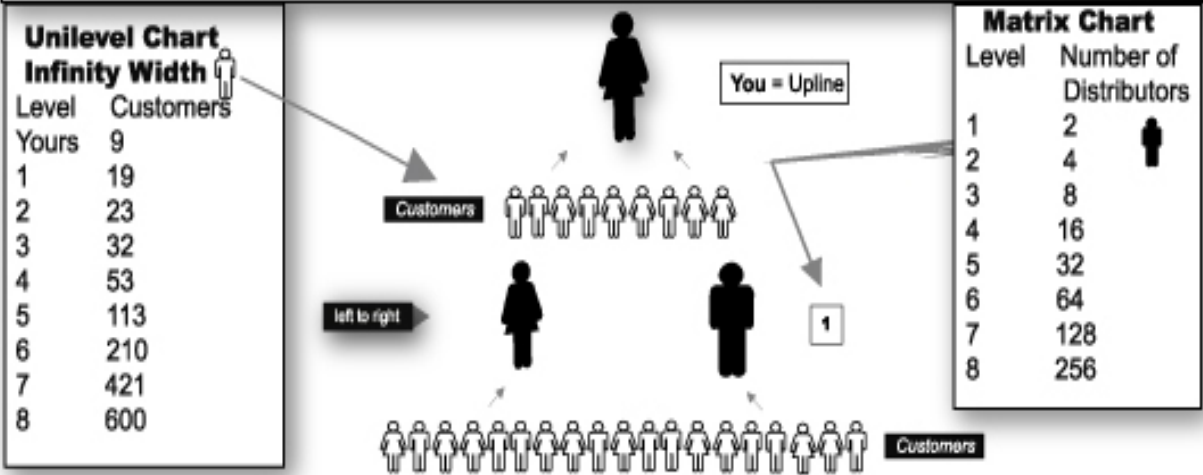 Unilevel Chart
Infinity Width
Level Customers
Yours 9
1 19
2 23
3 32
4 53
5 113
6 210
7 421
8 600
You = Upline
Customers
left to right
1
Customers
Matrix Chart
Level Number of
Distributors
1 2
2 4
3 8
4 16
5 32
6 64
7 128
8 256